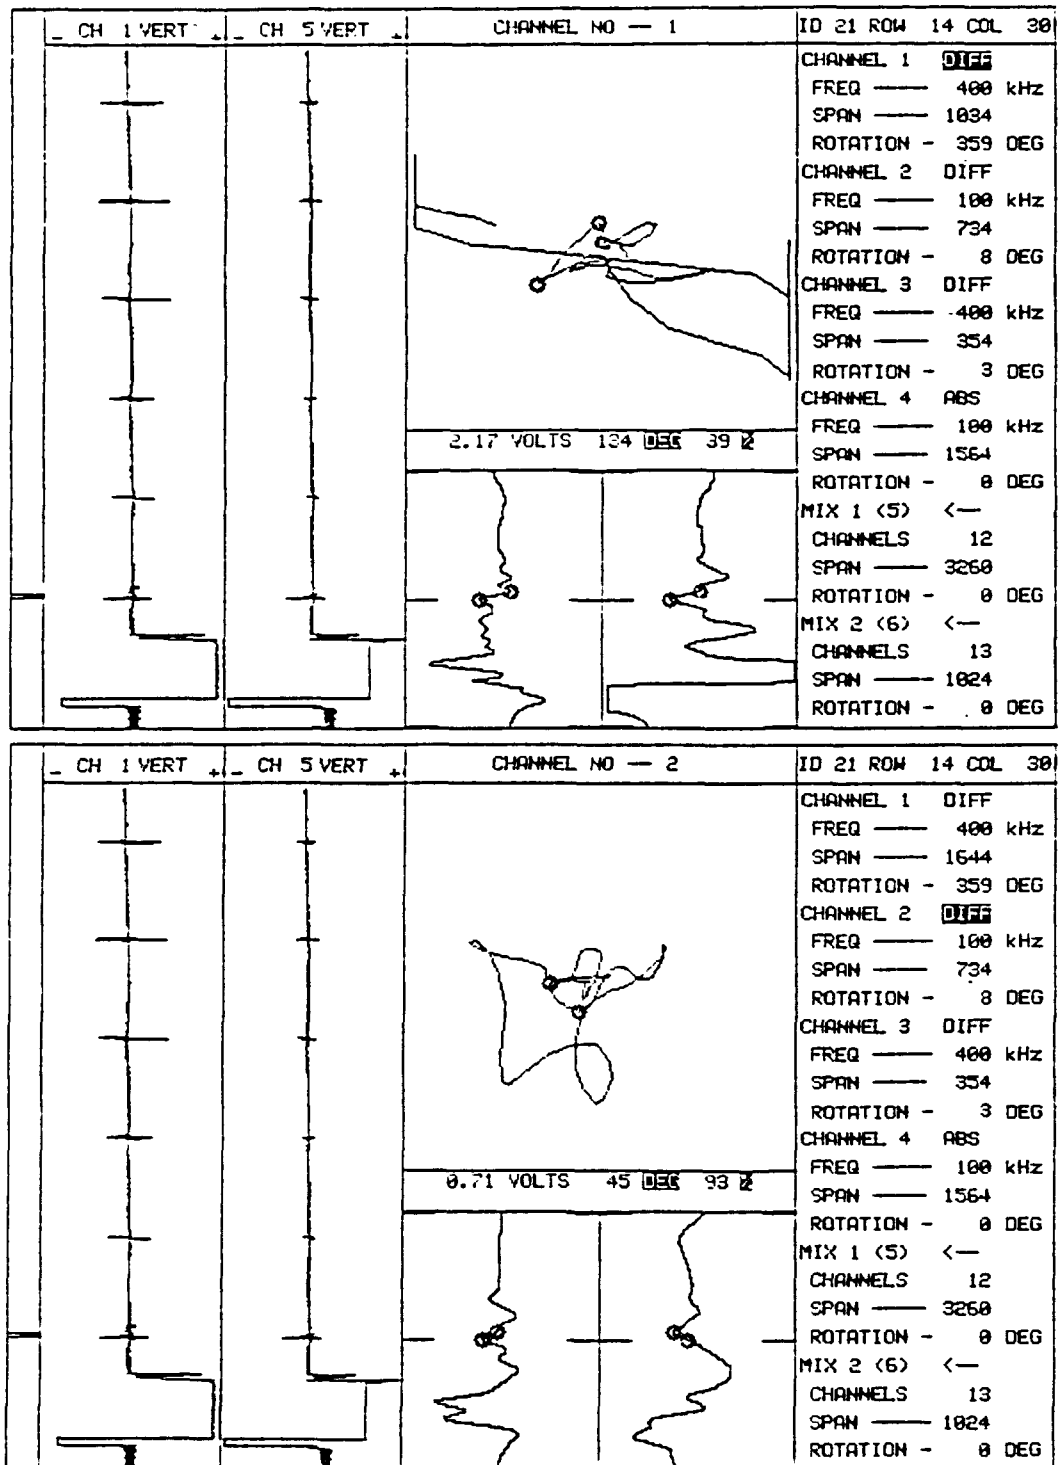 _ CH 1 VERT +
_ CH 5 VERT +
CHANNEL NO — 1
ID 21 ROW 14 COL 30
CHANNEL 1 DIFF
FREQ — 400 kHz
SPAN — 1034
ROTATION - 359 DEG
CHANNEL 2 DIFF
FREQ — 100 kHz
SPAN — 734
ROTATION - 8 DEG
CHANNEL 3 DIFF
FREQ — 400 kHz
SPAN — 354
ROTATION - 3 DEG
CHANNEL 4 ABS
FREQ — 100 kHz
SPAN — 1564
ROTATION - 0 DEG
MIX 1 (5) <—
CHANNELS 12
SPAN — 3260
ROTATION - 0 DEG
MIX 2 (6) <—
CHANNELS 13
SPAN — 1024
ROTATION - 0 DEG
2.17 VOLTS 134 DEG 39 %
_ CH 1 VERT +
_ CH 5 VERT +
CHANNEL NO — 2
ID 21 ROW 14 COL 30
CHANNEL 1 DIFF
FREQ — 400 kHz
SPAN — 1644
ROTATION - 359 DEG
CHANNEL 2 DIFF
FREQ — 100 kHz
SPAN — 734
ROTATION - 8 DEG
CHANNEL 3 DIFF
FREQ — 400 kHz
SPAN — 354
ROTATION - 3 DEG
CHANNEL 4 ABS
FREQ — 100 kHz
SPAN — 1564
ROTATION - 0 DEG
MIX 1 (5) <—
CHANNELS 12
SPAN — 3260
ROTATION - 0 DEG
MIX 2 (6) <—
CHANNELS 13
SPAN — 1024
ROTATION - 0 DEG
0.71 VOLTS 45 DEG 93 %